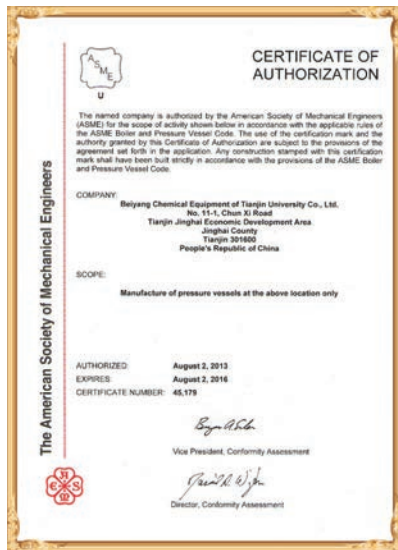 ASME
U
CERTIFICATE OF
AUTHORIZATION
The named company is authorized by the American Society of Mechanical Engineers
(ASME) for the scope of activity shown below in accordance with the applicable rules of
the ASME Boiler and Pressure Vessel Code. The use of the certification mark and the
authority granted by this Certificate of Authorization are subject to the provisions of the
agreement set forth in the application. Any construction stamped with this certification
mark shall have been built strictly in accordance with the provisions of the ASME Boiler
and Pressure Vessel Code.
COMPANY:
Beiyang Chemical Equipment of Tianjin University Co., Ltd.
No. 11-1, Chun Xi Road
Tianjin Jinghai Economic Development Area
Jinghai County
Tianjin 301600
People's Republic of China
SCOPE:
Manufacture of pressure vessels at the above location only
AUTHORIZED: August 2, 2013
EXPIRES: August 2, 2016
CERTIFICATE NUMBER: 45,179
Vice President, Conformity Assessment
Director, Conformity Assessment
The American Society of Mechanical Engineers
ASME